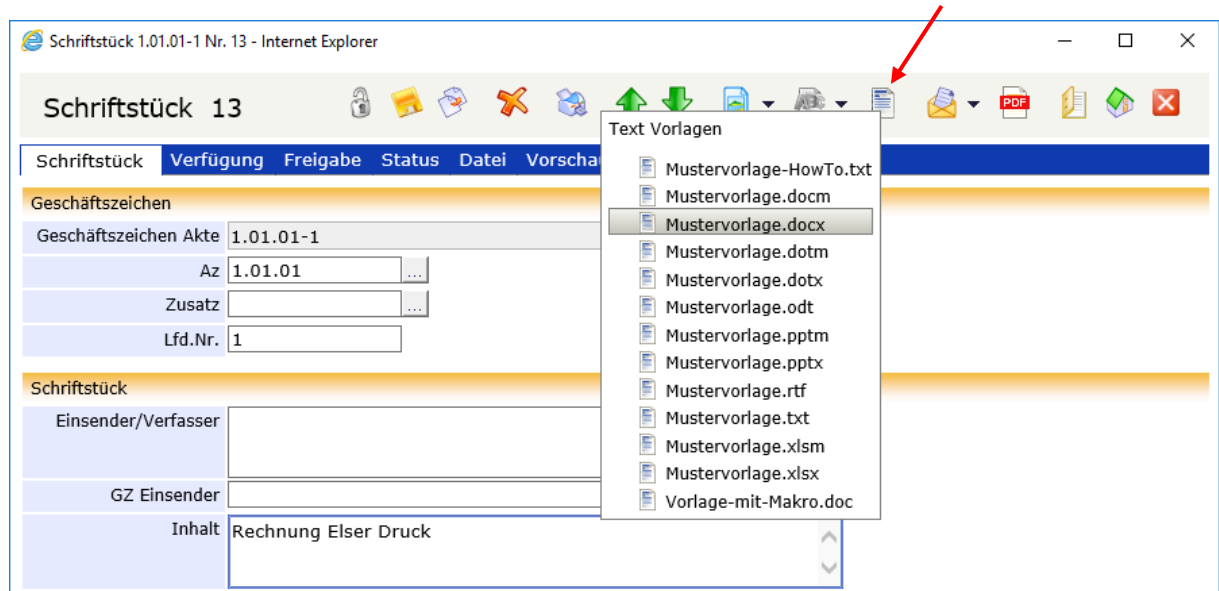 Schriftstück 1.01.01-1 Nr. 13 - Internet Explorer
Schriftstück 13
ABC
PDF
Schriftstück Verfügung Freigabe Status Datei Vorschau
Text Vorlagen
Mustervorlage-HowTo.txt
Mustervorlage.docm
Mustervorlage.docx
Mustervorlage.dotm
Mustervorlage.dotx
Mustervorlage.odt
Mustervorlage.pptm
Mustervorlage.pptx
Mustervorlage.rtf
Mustervorlage.txt
Mustervorlage.xlsm
Mustervorlage.xlsx
Vorlage-mit-Makro.doc
Geschäftszeichen
Geschäftszeichen Akte 1.01.01-1
Az 1.01.01 ...
Zusatz ...
Lfd.Nr. 1
Schriftstück
Einsender/Verfasser
GZ Einsender
Inhalt Rechnung Elser Druck